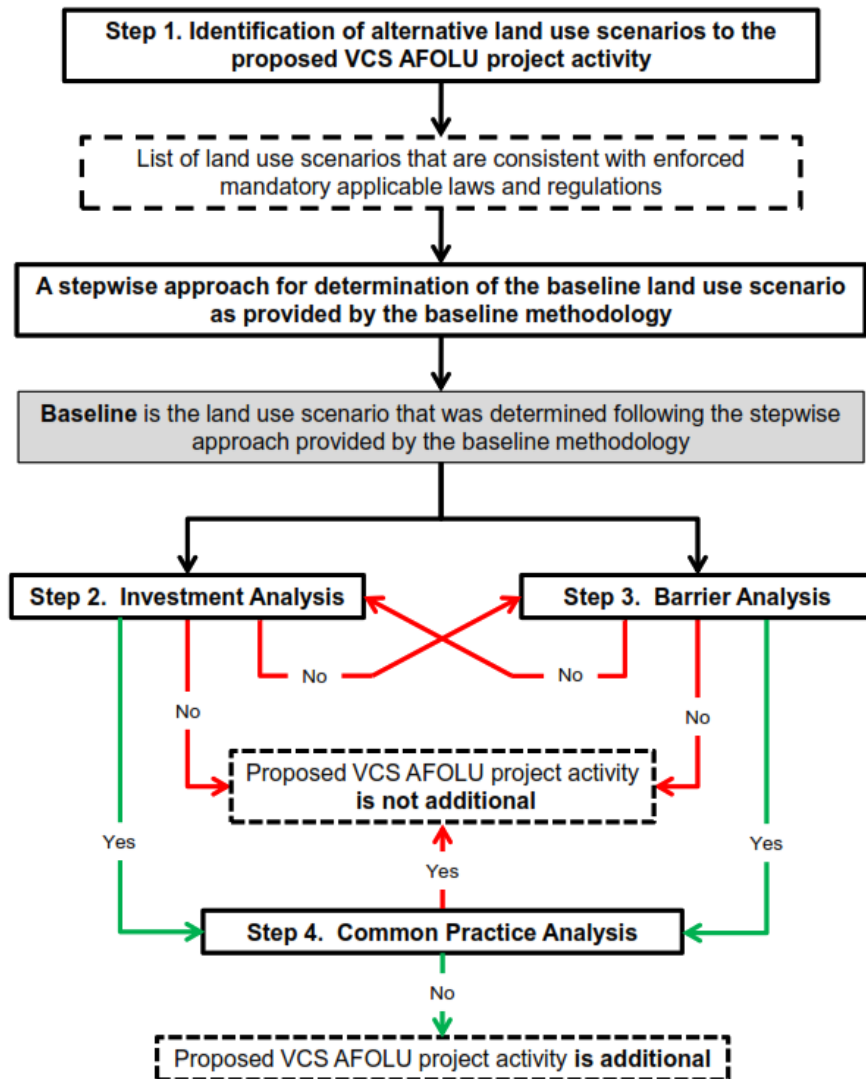 Step 1. Identification of alternative land use scenarios to the
proposed VCS AFOLU project activity
List of land use scenarios that are consistent with enforced
mandatory applicable laws and regulations
A stepwise approach for determination of the baseline land use scenario
as provided by the baseline methodology
Baseline is the land use scenario that was determined following the stepwise
approach provided by the baseline methodology
Step 2. Investment Analysis
Step 3. Barrier Analysis
No
No
No
No
Proposed VCS AFOLU project activity
is not additional
Yes
Yes
Yes
Step 4. Common Practice Analysis
No
Proposed VCS AFOLU project activity is additional